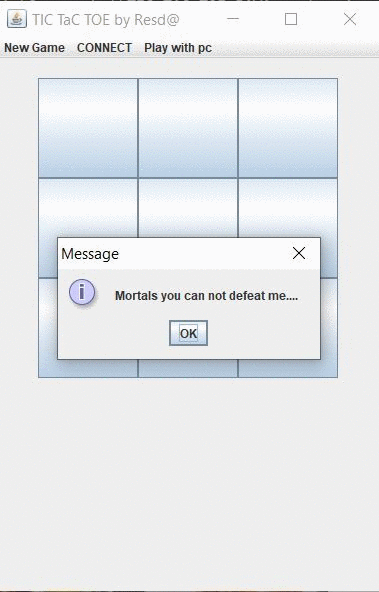 TIC TaC TOE by Resd@
New Game CONNECT Play with pc
Message
Mortals you can not defeat me....
OK